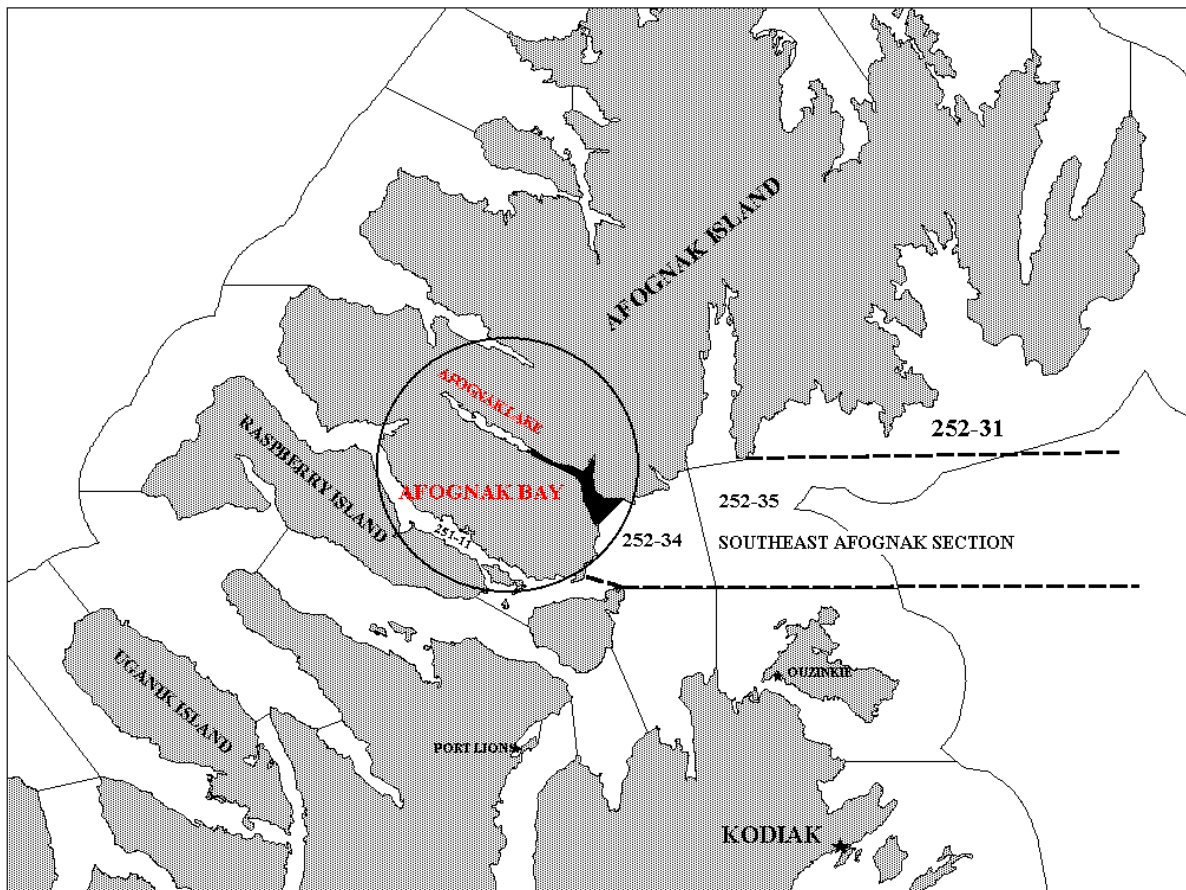 AFOGNAK ISLAND
AFOGNAK LAKE
RASPBERRY ISLAND
252-31
AFOGNAK BAY
252-35
251-11
252-34
SOUTHEAST AFOGNAK SECTION
UGANIK ISLAND
OUZINKIE
PORT LIONS
KODIAK